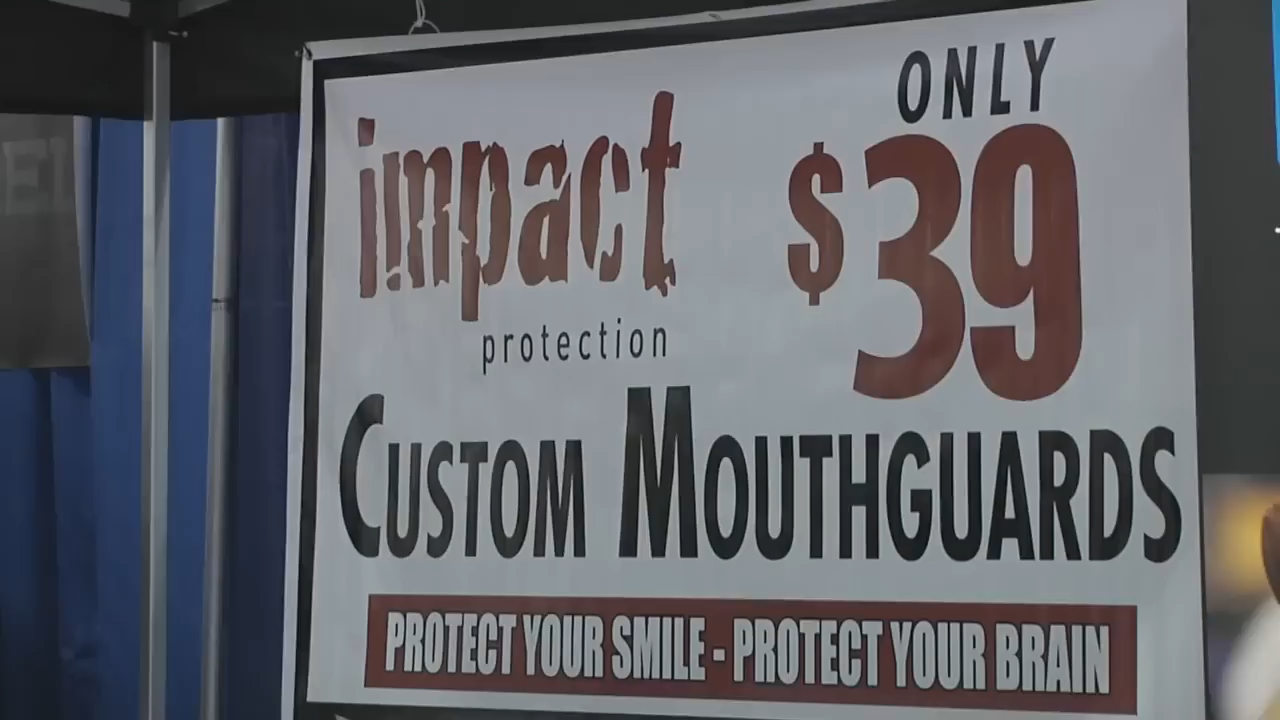 impact
protection
ONLY
$39
CUSTOM MOUTHGUARDS
PROTECT YOUR SMILE - PROTECT YOUR BRAIN